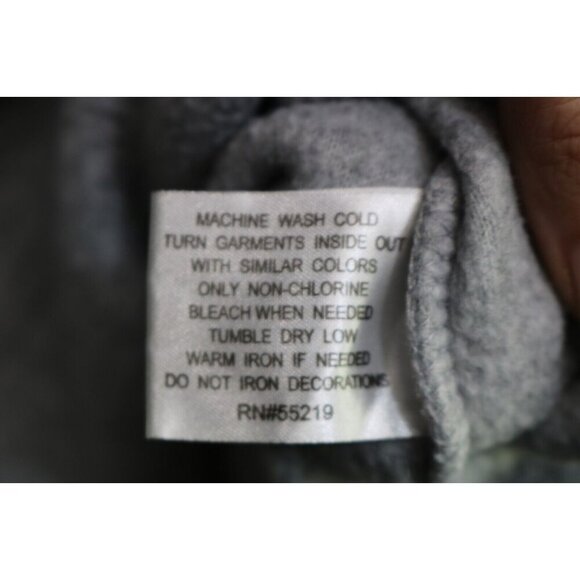 MACHINE WASH COLD
TURN GARMENTS INSIDE OUT
WITH SIMILAR COLORS
ONLY NON-CHLORINE
BLEACH WHEN NEEDED
TUMBLE DRY LOW
WARM IRON IF NEEDED
DO NOT IRON DECORATIONS
RN#55219